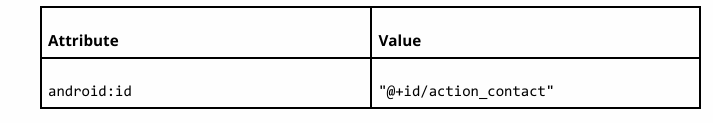 Attribute Value
android:id "@+id/action_contact"